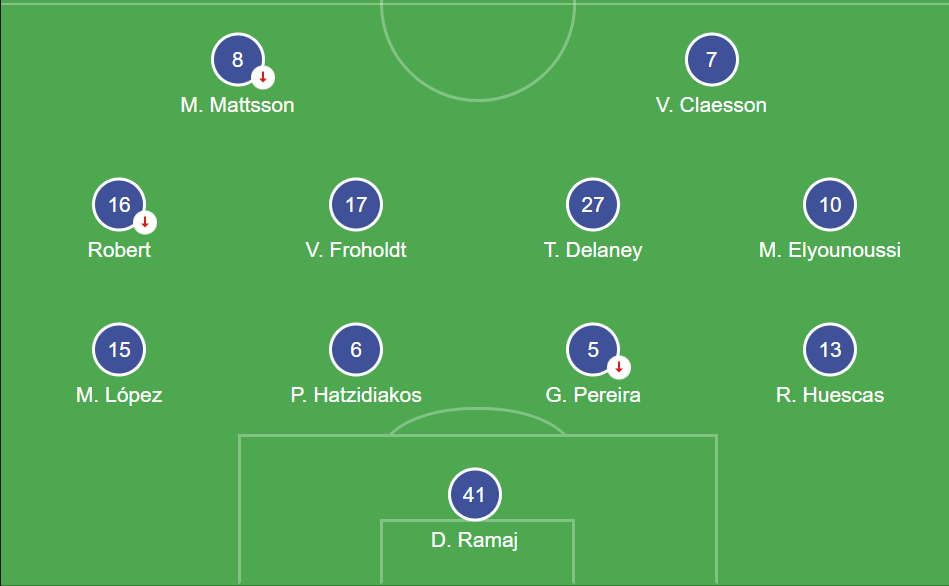 8 7
M. Mattsson V. Claesson
16 17 27 10
Robert V. Froholdt T. Delaney M. Elyounoussi
15 6 5 13
M. López P. Hatzidiakos G. Pereira R. Huescas
41
D. Ramaj